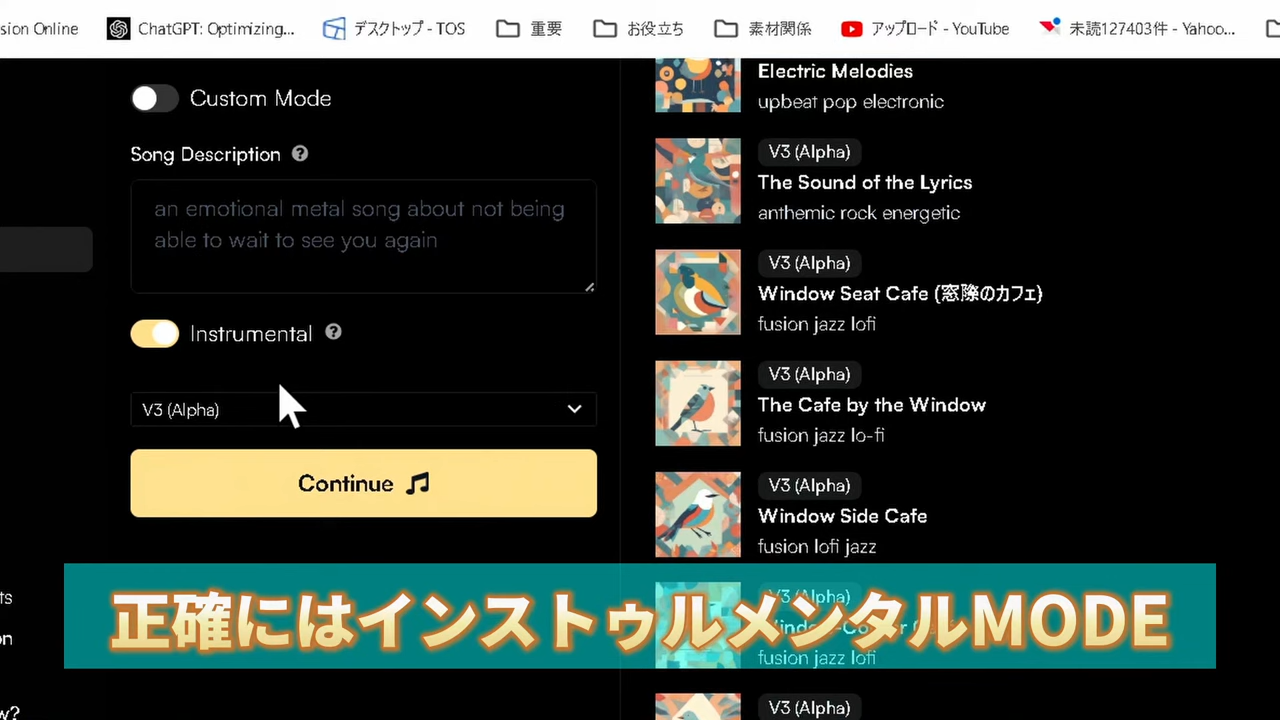 sion Online
ChatGPT: Optimizing...
デスクトップ - TOS
重要
お役立ち
素材関係
アップロード - YouTube
未読127403件 - Yahoo...
Custom Mode
Song Description
an emotional metal song about not being
able to wait to see you again
Instrumental
V3 (Alpha)
Continue
ts
on
w?
Electric Melodies
upbeat pop electronic
V3 (Alpha)
The Sound of the Lyrics
anthemic rock energetic
V3 (Alpha)
Window Seat Cafe (窓際のカフェ)
fusion jazz lofi
V3 (Alpha)
The Cafe by the Window
fusion jazz lo-fi
V3 (Alpha)
Window Side Cafe
fusion lofi jazz
V3 (Alpha)
fusion jazz lofi
V3 (Alpha)
正確にはインストゥルメンタルMODE